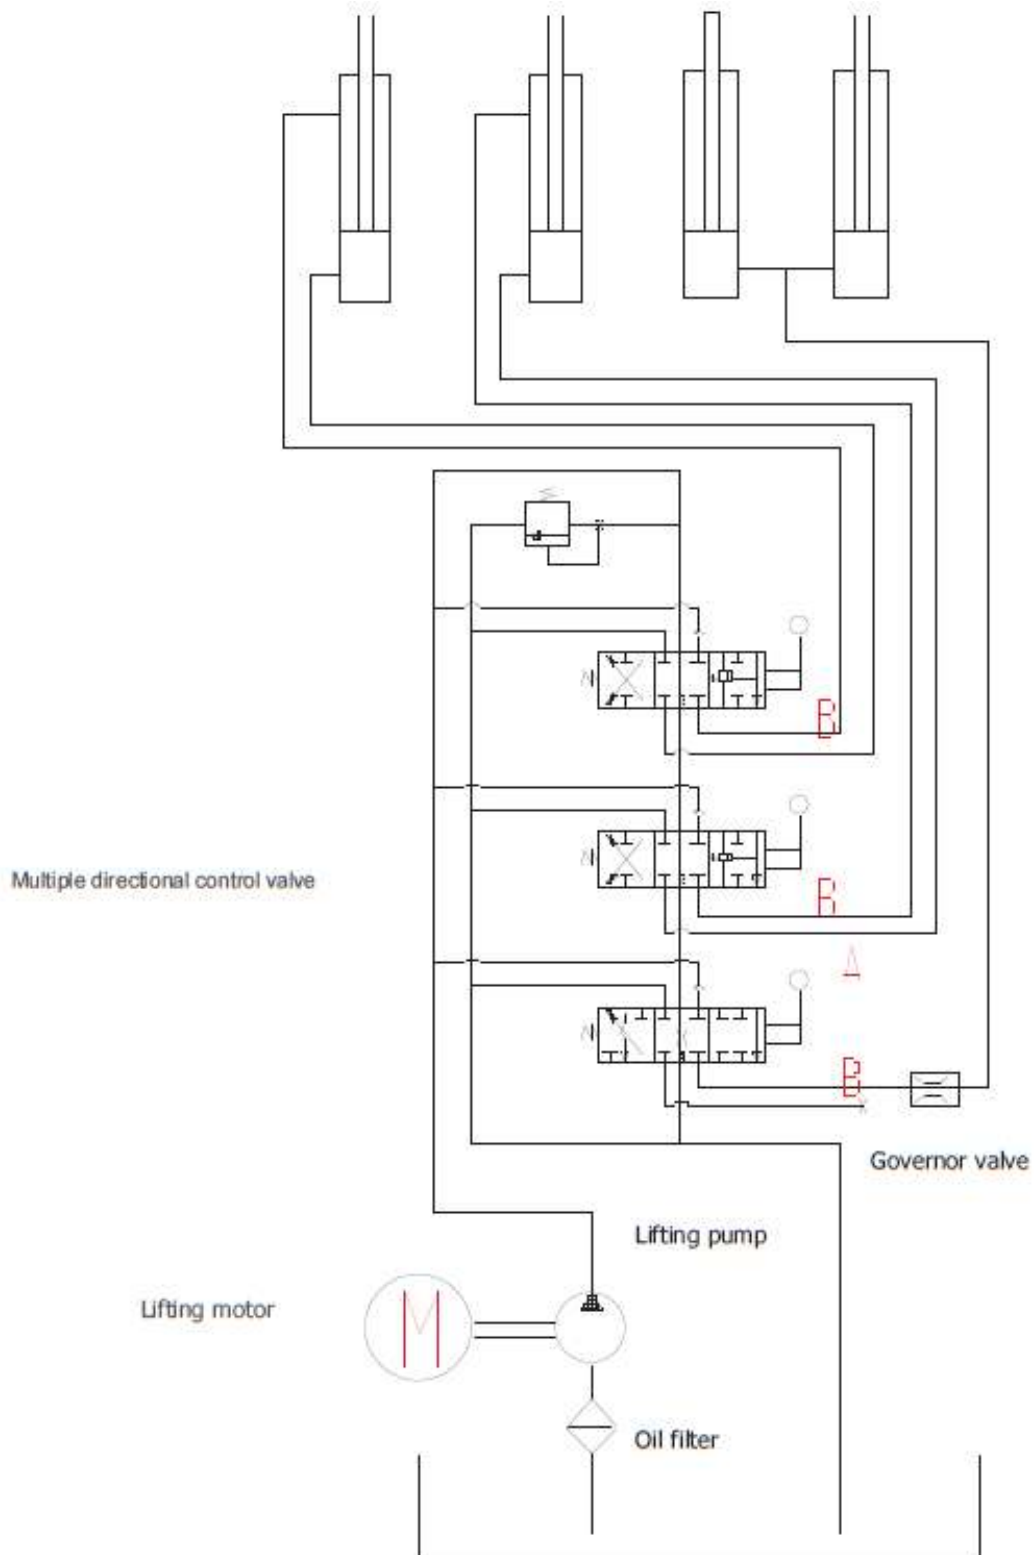 B
Multiple directional control valve
B
A
B
Governor valve
Lifting pump
Lifting motor
M
Oil filter